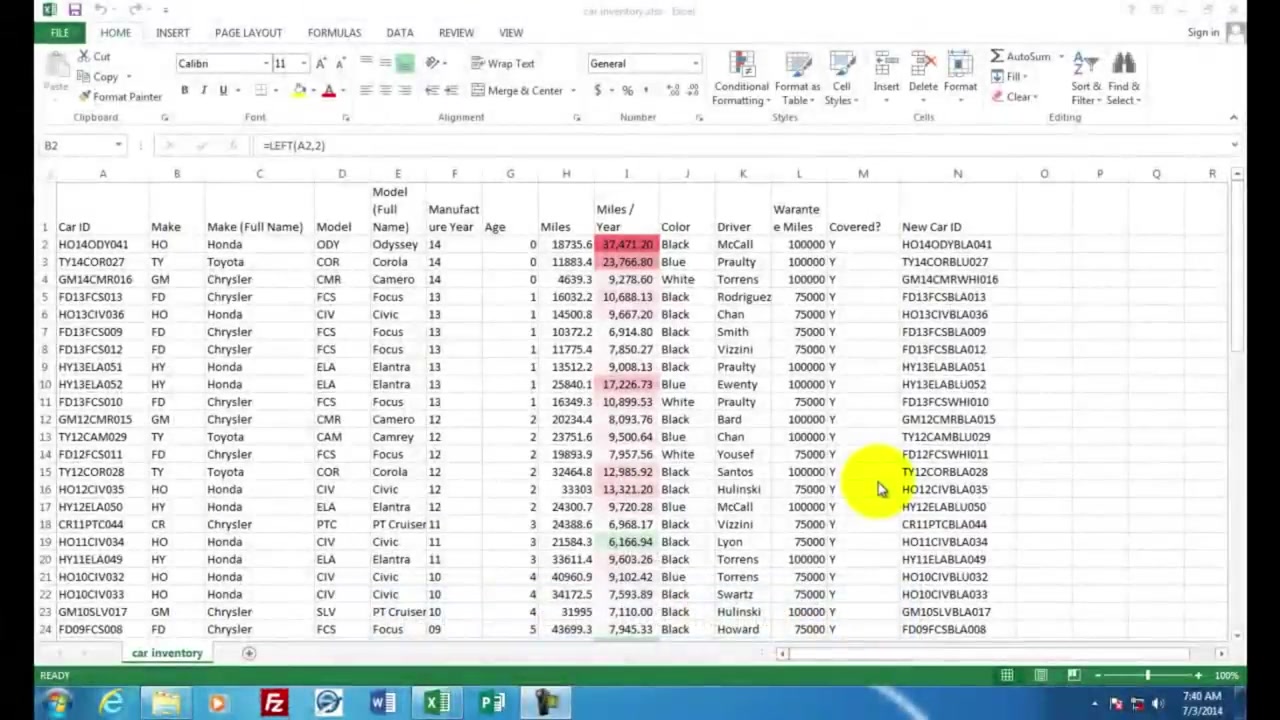 car inventory.xlsx - Excel
FILE HOME INSERT PAGE LAYOUT FORMULAS DATA REVIEW VIEW Sign in
Cut
Copy
Format Painter
Paste
Clipboard
Calibri 11
B I U
Font
Wrap Text
Merge & Center
Alignment
General
$ % ,
Number
Conditional Formatting
Format as Table
Cell Styles
Styles
Insert Delete Format
Cells
AutoSum
Fill
Clear
Sort & Filter
Find & Select
Editing
B2 =LEFT(A2,2)
A B C D E F G H I J K L M N O P Q R
1 Car ID Make Make (Full Name) Model Model (Full Name) Manufacture Year Age Miles Miles / Year Color Driver Warantee Miles Covered? New Car ID
2 HO14ODY041 HO Honda ODY Odyssey 14 0 18735.6 37,471.20 Black McCall 100000 Y HO14ODYBLA041
3 TY14COR027 TY Toyota COR Corola 14 0 11883.4 23,766.80 Blue Praulty 100000 Y TY14CORBLU027
4 GM14CMR016 GM Honda CMR Camero 14 0 4639.3 9,278.60 White Torrens 100000 Y GM14CMRWHI016
5 FD13FCS013 FD Chrysler FCS Focus 13 1 16032.2 10,688.13 Black Rodriguez 75000 Y FD13FCSBLA013
6 HO13CIV036 HO Honda CIV Civic 13 1 14500.8 9,667.20 Black Chan 75000 Y HO13CIVBLA036
7 FD13FCS009 FD Chrysler FCS Focus 13 1 10372.2 6,914.80 Black Smith 75000 Y FD13FCSBLA009
8 FD13FCS012 FD Chrysler FCS Focus 13 1 11775.4 7,850.27 Black Vizzini 75000 Y FD13FCSBLA012
9 HY13ELA051 HY Honda ELA Elantra 13 1 13512.2 9,008.13 Black Praulty 100000 Y HY13ELABLA051
10 HY13ELA052 HY Honda ELA Elantra 13 1 25840.1 17,226.73 Blue Ewenty 100000 Y HY13ELABLU052
11 FD13FCS010 FD Chrysler FCS Focus 13 1 16349.3 10,899.53 White Praulty 75000 Y FD13FCSWHI010
12 GM12CMR015 GM Honda CMR Camero 12 2 20234.4 8,093.76 Black Bard 100000 Y GM12CMRBLA015
13 TY12CAM029 TY Toyota CAM Camrey 12 2 23751.6 9,500.64 Blue Chan 100000 Y TY12CAMBLU029
14 FD12FCS011 FD Chrysler FCS Focus 12 2 19893.9 7,957.56 White Yousef 75000 Y FD12FCSWHI011
15 TY12COR028 TY Toyota COR Corola 12 2 32464.8 12,985.92 Black Santos 100000 Y TY12CORBLA028
16 HO12CIV035 HO Honda CIV Civic 12 2 33303 13,321.20 Black Hulinski 75000 Y HO12CIVBLA035
17 HY12ELA050 HY Honda ELA Elantra 12 2 24300.7 9,720.28 Blue McCall 100000 Y HY12ELABLU050
18 CR11PTC044 CR Chrysler PTC PT Cruiser 11 3 24388.6 6,968.17 Black Vizzini 75000 Y CR11PTCBLA044
19 HO11CIV034 HO Honda CIV Civic 11 3 21584.3 6,166.94 Black Lyon 75000 Y HO11CIVBLA034
20 HY11ELA049 HY Honda ELA Elantra 11 3 33611.4 9,603.26 Black Torrens 100000 Y HY11ELABLA049
21 HO10CIV032 HO Honda CIV Civic 10 4 40960.9 9,102.42 Blue Torrens 75000 Y HO10CIVBLU032
22 HO10CIV033 HO Honda CIV Civic 10 4 34172.5 7,593.89 Black Swartz 75000 Y HO10CIVBLA033
23 GM10SLV017 GM Chrysler SLV PT Cruiser 10 4 31995 7,110.00 Black Hulinski 100000 Y GM10SLVBLA017
24 FD09FCS008 FD Chrysler FCS Focus 09 5 43699.3 7,945.33 Black Howard 75000 Y FD09FCSBLA008
car inventory
READY 100%
7:40 AM
7/3/2014